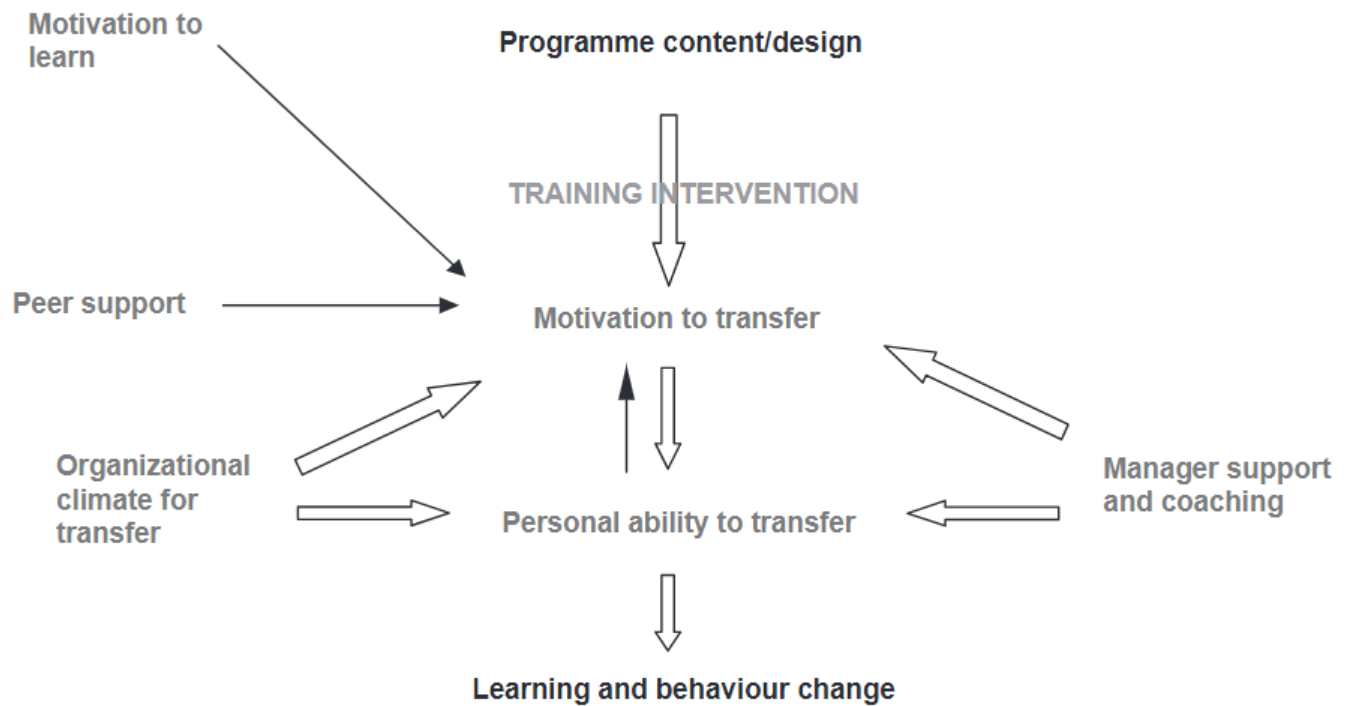 Motivation to
learn
Programme content/design
TRAINING INTERVENTION
Peer support
Motivation to transfer
Organizational
climate for
transfer
Manager support
and coaching
Personal ability to transfer
Learning and behaviour change